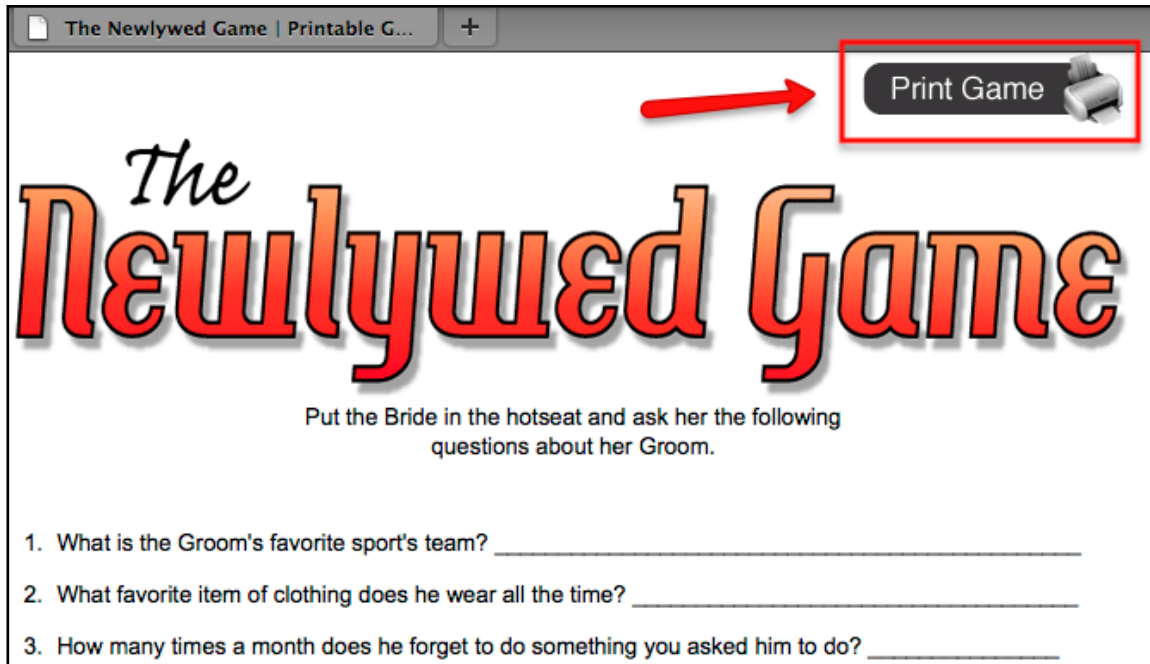 The Newlywed Game | Printable G...
+
Print Game
The
Newlywed Game
Put the Bride in the hotseat and ask her the following
questions about her Groom.
1. What is the Groom's favorite sport's team? ______________________________________________
2. What favorite item of clothing does he wear all the time? ___________________________________
3. How many times a month does he forget to do something you asked him to do? _______________